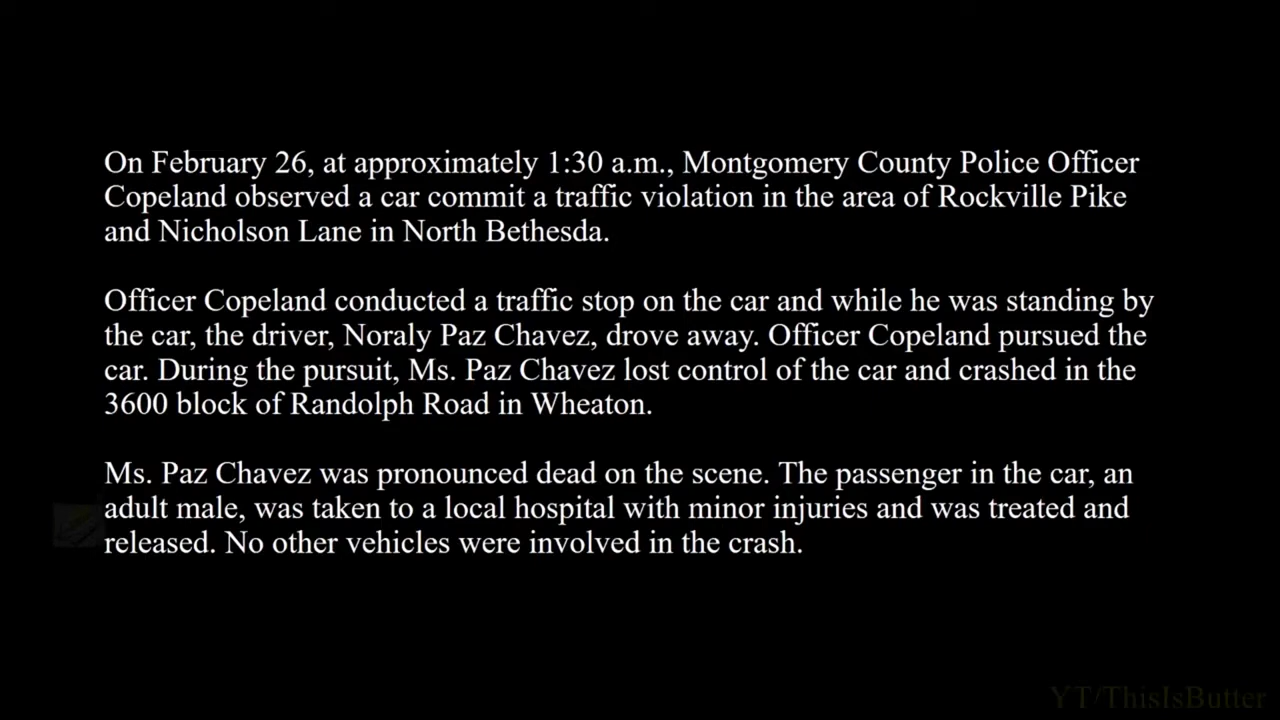 On February 26, at approximately 1:30 a.m., Montgomery County Police Officer
Copeland observed a car commit a traffic violation in the area of Rockville Pike
and Nicholson Lane in North Bethesda.
Officer Copeland conducted a traffic stop on the car and while he was standing by
the car, the driver, Noraly Paz Chavez, drove away. Officer Copeland pursued the
car. During the pursuit, Ms. Paz Chavez lost control of the car and crashed in the
3600 block of Randolph Road in Wheaton.
Ms. Paz Chavez was pronounced dead on the scene. The passenger in the car, an
adult male, was taken to a local hospital with minor injuries and was treated and
released. No other vehicles were involved in the crash.
YT/ThisIsButter